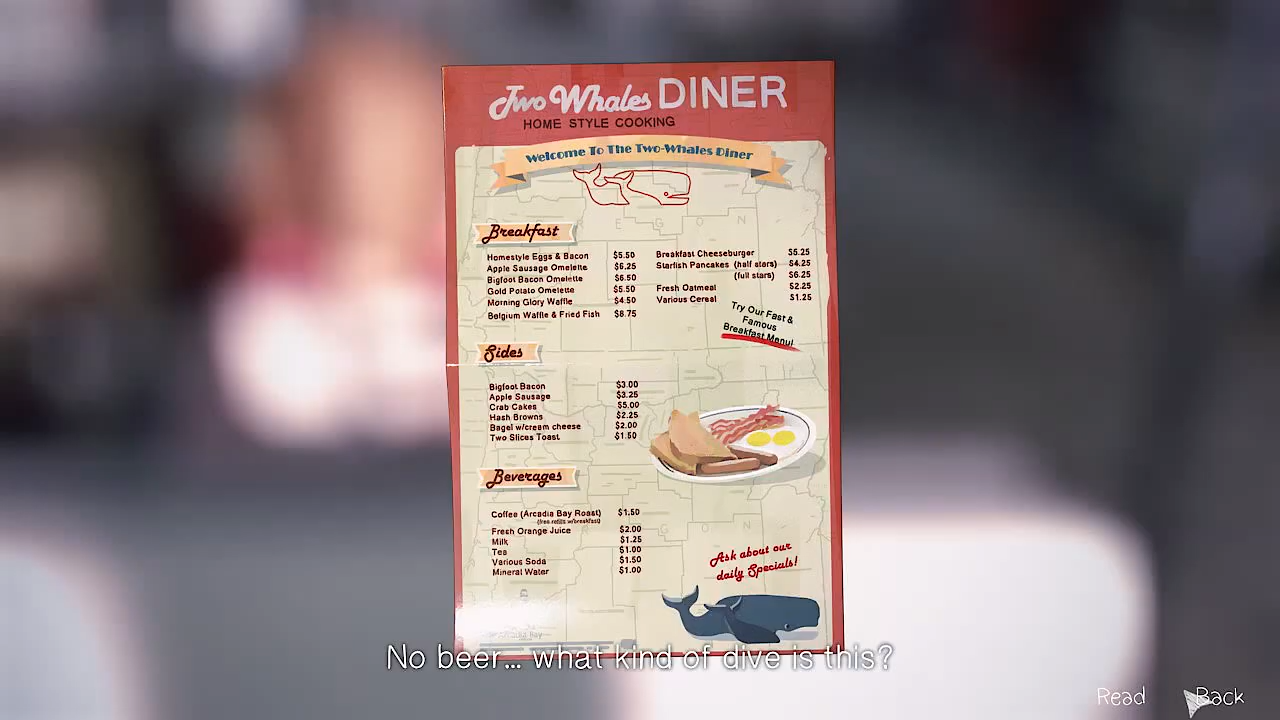 Two Whales DINER
HOME STYLE COOKING
Welcome To The Two-Whales Diner
O R E G O N
Breakfast
Homestyle Eggs & Bacon $5.50
Apple Sausage Omelette $6.25
Bigfoot Bacon Omelette $6.50
Gold Potato Omelette $5.50
Morning Glory Waffle $4.50
Belgium Waffle & Fried Fish $8.75
Breakfast Cheeseburger $5.25
Starfish Pancakes (half stars) $4.25
(full stars) $6.25
Fresh Oatmeal $2.25
Various Cereal $1.25
Try Our Fast &
Famous
Breakfast Menu!
Sides
Bigfoot Bacon $3.00
Apple Sausage $3.25
Crab Cakes $5.00
Hash Browns $2.25
Bagel w/cream cheese $2.00
Two Slices Toast $1.50
Beverages
Coffee (Arcadia Bay Roast) $1.50
(free refills w/breakfast)
Fresh Orange Juice $2.00
Milk $1.25
Tea $1.00
Various Soda $1.50
Mineral Water $1.00
Ask about our
daily Specials!
Arcadia Bay
No beer... what kind of dive is this?
Read Back